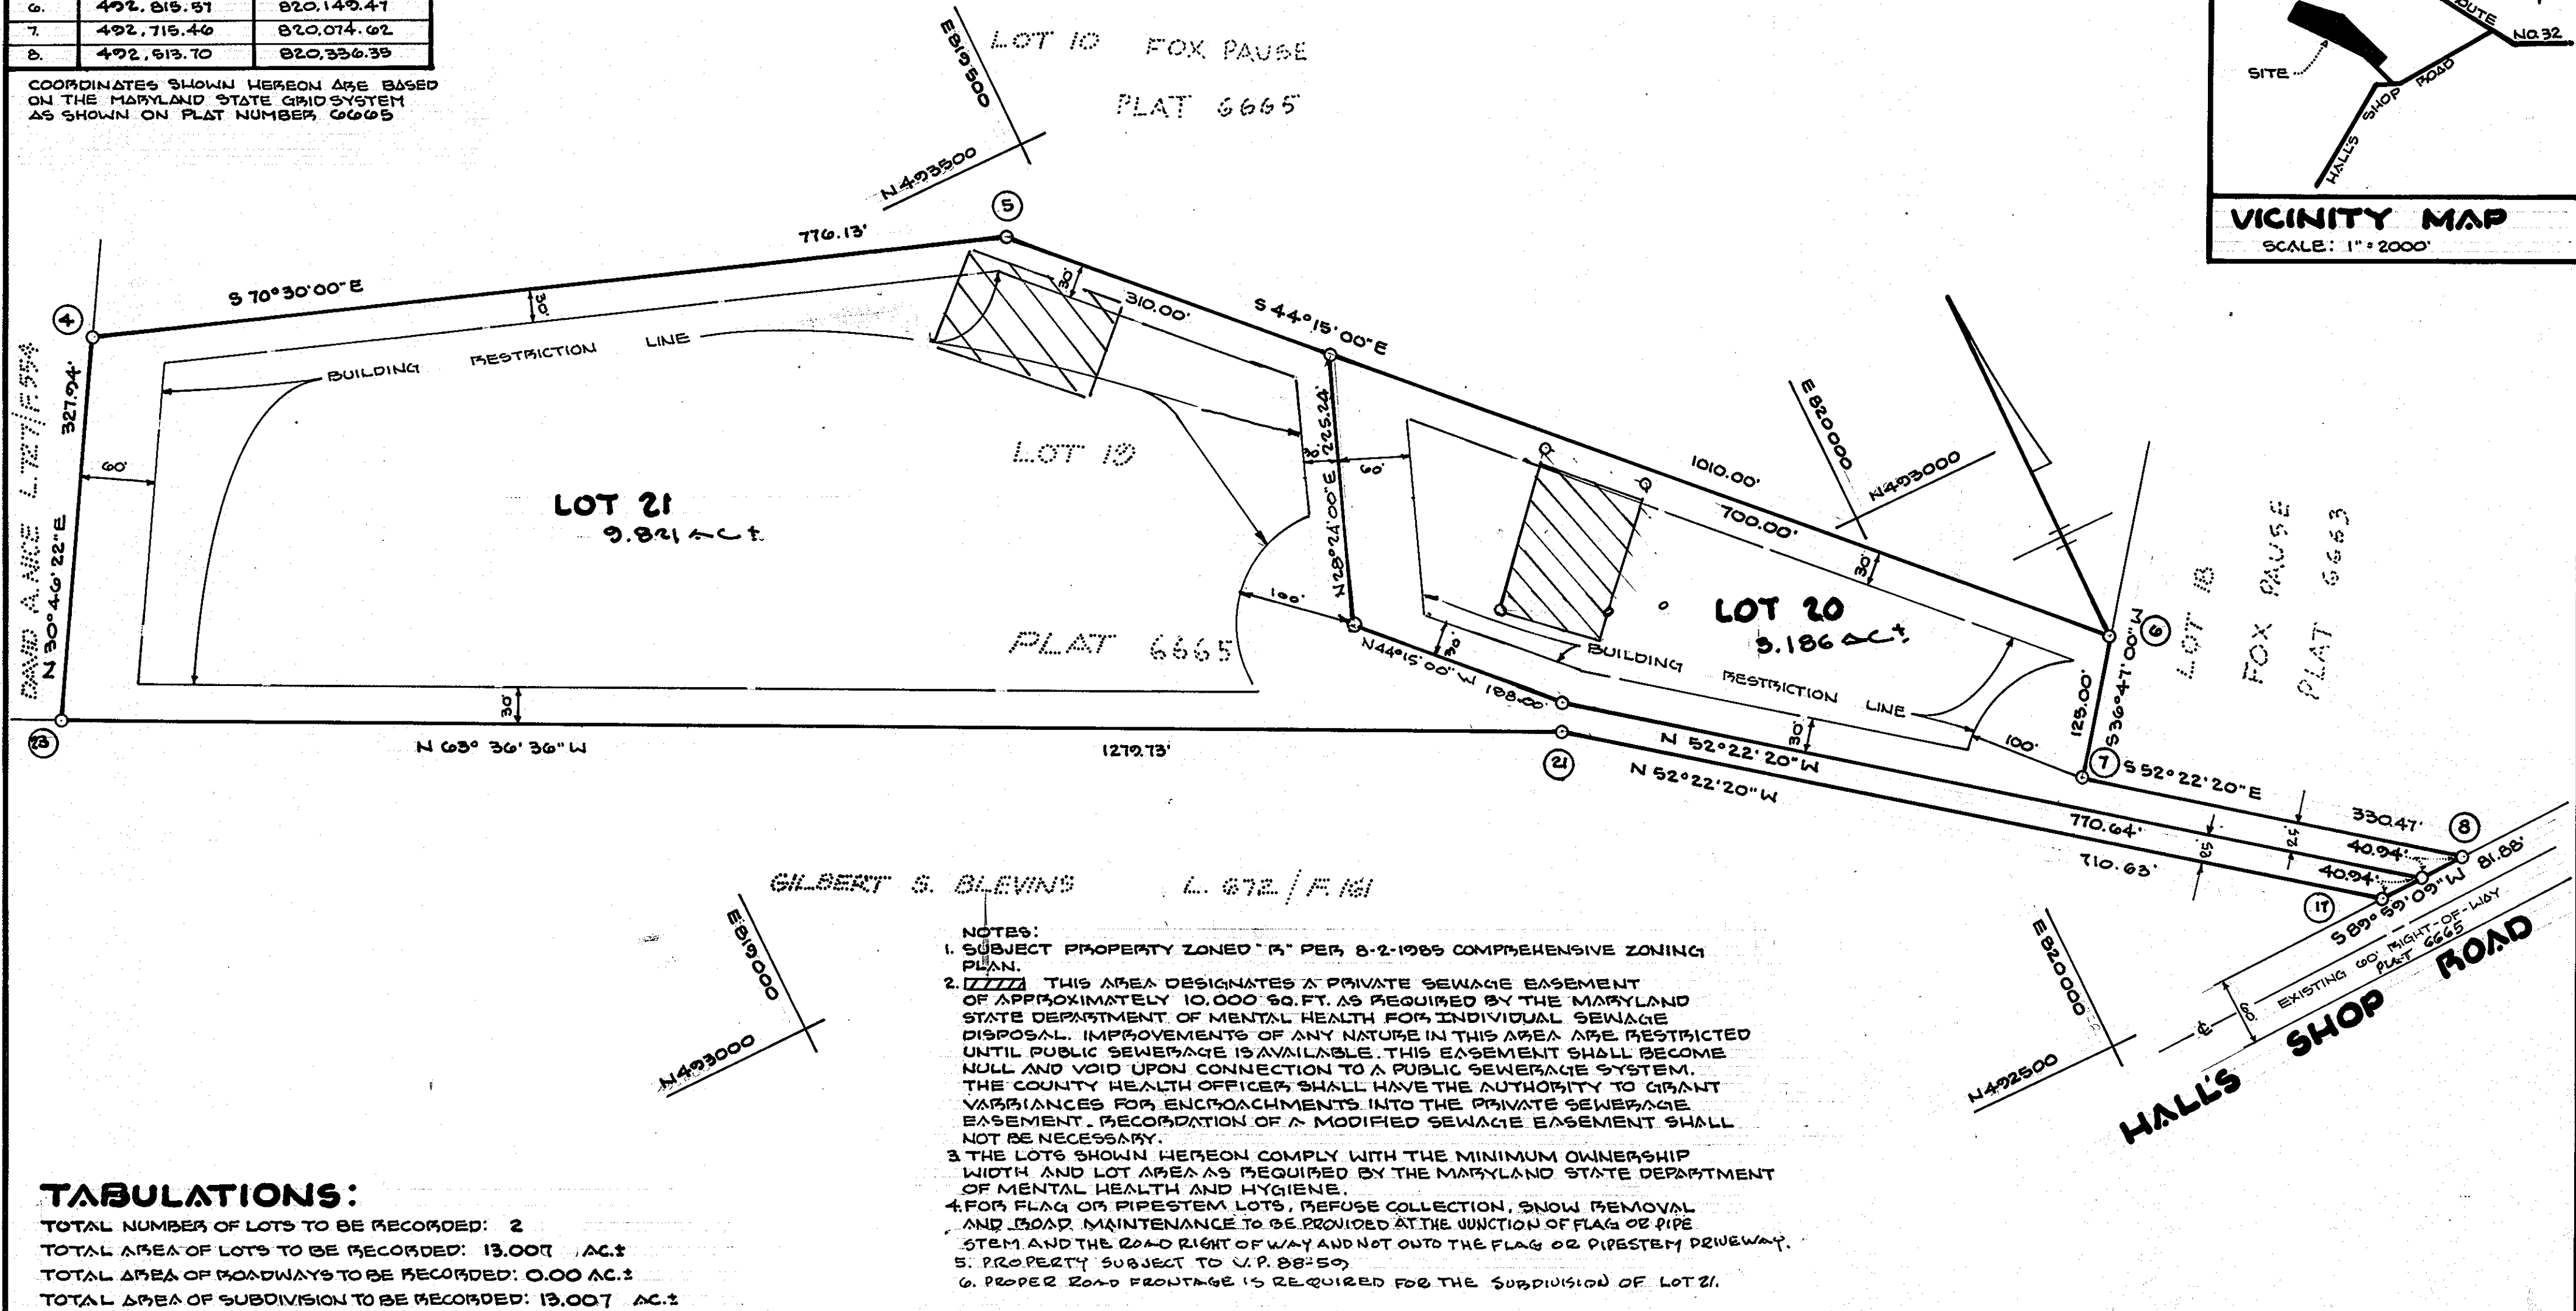 6. 492,815.57 820,149.47
7. 492,715.46 820,074.62
8. 492,513.70 820,336.35
COORDINATES SHOWN HEREON ARE BASED
ON THE MARYLAND STATE GRID SYSTEM
AS SHOWN ON PLAT NUMBER 6665
E819500
N493500
LOT 10 FOX PAUSE
PLAT 6665
ROUTE
NO.32
SITE
HALL'S SHOP ROAD
VICINITY MAP
SCALE: 1"=2000'
5
776.13'
S 70°30'00"E
30'
4
327.94'
N 30°46'22"E
DAVID A. NICE L.727/F.554
60'
BUILDING RESTRICTION LINE
30'
310.00'
S 44°15'00"E
LOT 19
LOT 21
9.821 AC±
N28°24'00"E 225.24'
30'
60'
100'
PLAT 6665
1010.00'
700.00'
E820000
N493000
30'
LOT 20
3.186 AC±
BUILDING RESTRICTION LINE
30'
N44°15'00"W 188.00'
6
125.00'
S36°47'00"W
LOT 18
FOX PAUSE
PLAT 6663
100'
7
S 52°22'20"E
330.47'
8
23
30'
N 63° 36' 36" W
1279.73'
21
N 52°22'20"W
30'
N 52°22'20"W
770.64'
710.63'
25'
25'
40.94'
40.94'
81.88'
17
S89°59'09"W
EXISTING 60' RIGHT-OF-WAY
PLAT 6665
60'
℄
HALL'S SHOP ROAD
E820000
N492500
GILBERT S. BLEVINS L. 672 / F. 161
E819000
N493000
NOTES:
1. SUBJECT PROPERTY ZONED "R" PER 8-2-1985 COMPREHENSIVE ZONING
PLAN.
2. THIS AREA DESIGNATES A PRIVATE SEWAGE EASEMENT
OF APPROXIMATELY 10,000 SQ.FT. AS REQUIRED BY THE MARYLAND
STATE DEPARTMENT OF MENTAL HEALTH FOR INDIVIDUAL SEWAGE
DISPOSAL. IMPROVEMENTS OF ANY NATURE IN THIS AREA ARE RESTRICTED
UNTIL PUBLIC SEWERAGE IS AVAILABLE. THIS EASEMENT SHALL BECOME
NULL AND VOID UPON CONNECTION TO A PUBLIC SEWERAGE SYSTEM.
THE COUNTY HEALTH OFFICER SHALL HAVE THE AUTHORITY TO GRANT
VARRIANCES FOR ENCROACHMENTS INTO THE PRIVATE SEWERAGE
EASEMENT. RECORDATION OF A MODIFIED SEWAGE EASEMENT SHALL
NOT BE NECESSARY.
3. THE LOTS SHOWN HEREON COMPLY WITH THE MINIMUM OWNERSHIP
WIDTH AND LOT AREA AS REQUIRED BY THE MARYLAND STATE DEPARTMENT
OF MENTAL HEALTH AND HYGIENE.
4. FOR FLAG OR PIPESTEM LOTS, REFUSE COLLECTION, SNOW REMOVAL
AND ROAD MAINTENANCE TO BE PROVIDED AT THE JUNCTION OF FLAG OR PIPE
STEM AND THE ROAD RIGHT OF WAY AND NOT ONTO THE FLAG OR PIPESTEM DRIVEWAY.
5. PROPERTY SUBJECT TO V.P. 88-59
6. PROPER ROAD FRONTAGE IS REQUIRED FOR THE SUBDIVISION OF LOT 21.
TABULATIONS:
TOTAL NUMBER OF LOTS TO BE RECORDED: 2
TOTAL AREA OF LOTS TO BE RECORDED: 13.007 AC.±
TOTAL AREA OF ROADWAYS TO BE RECORDED: 0.00 AC.±
TOTAL AREA OF SUBDIVISION TO BE RECORDED: 13.007 AC.±